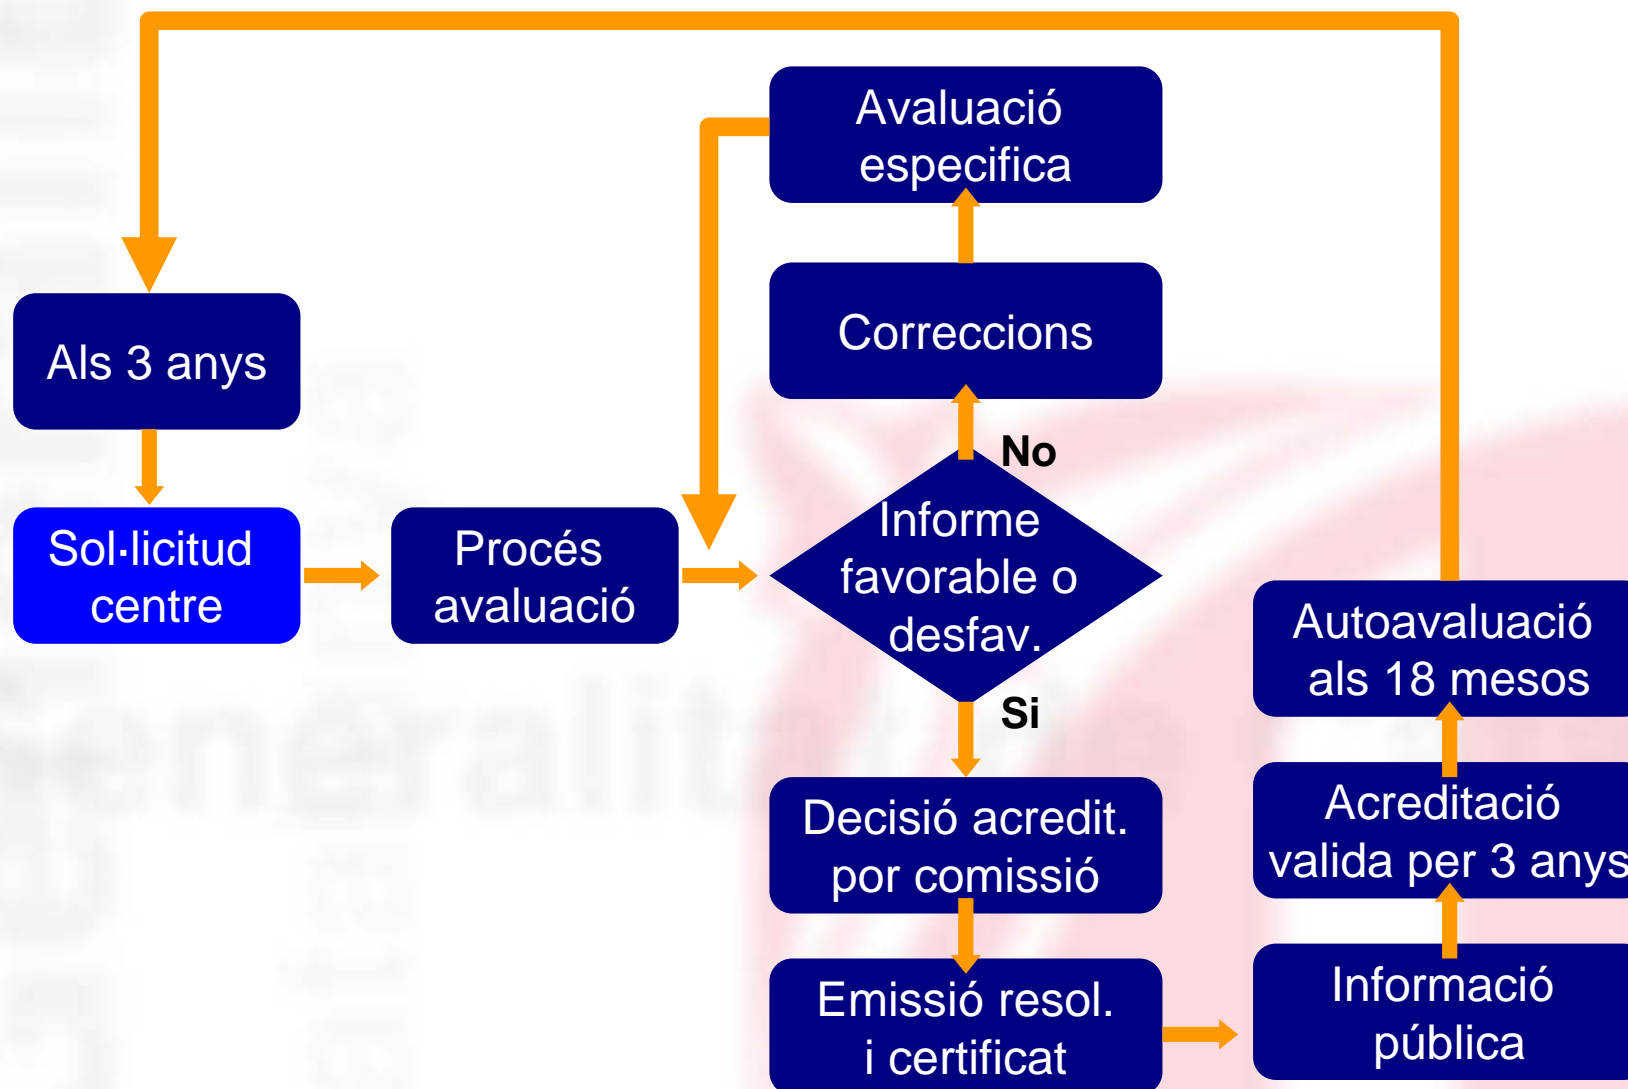 Avaluació
especifica
Correccions
Als 3 anys
No
Sol·licitud
centre
Procés
avaluació
Informe
favorable o
desfav.
Si
Autoavaluació
als 18 mesos
Decisió acredit.
por comissió
Acreditació
valida per 3 anys
Emissió resol.
i certificat
Informació
pública